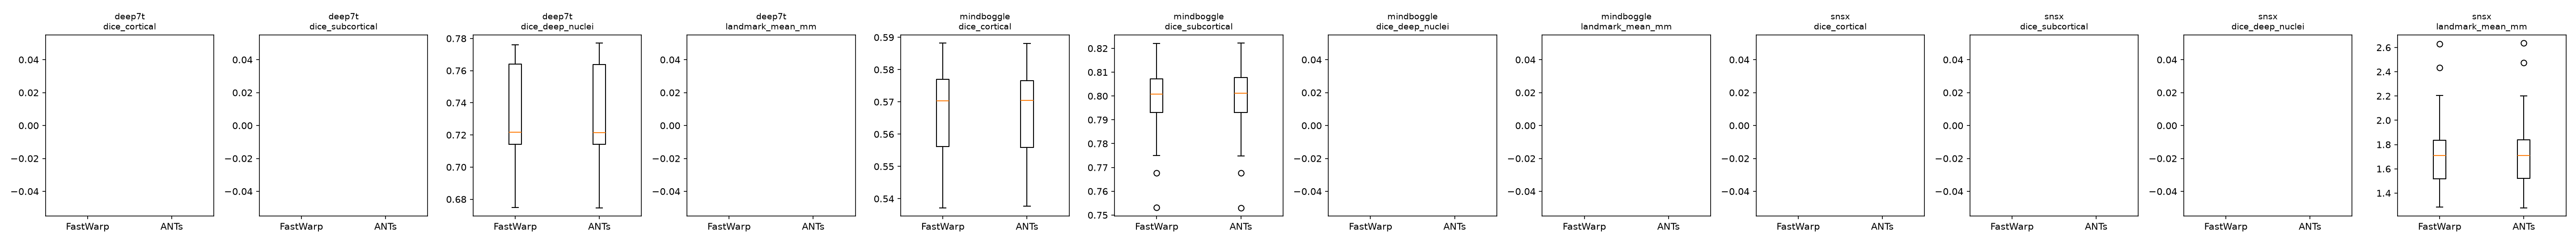 deep7t
dice_cortical
0.04
0.02
0.00
−0.02
−0.04
FastWarp
ANTs
deep7t
dice_subcortical
0.04
0.02
0.00
−0.02
−0.04
FastWarp
ANTs
deep7t
dice_deep_nuclei
0.78
0.76
0.74
0.72
0.70
0.68
FastWarp
ANTs
deep7t
landmark_mean_mm
0.04
0.02
0.00
−0.02
−0.04
FastWarp
ANTs
mindboggle
dice_cortical
0.59
0.58
0.57
0.56
0.55
0.54
FastWarp
ANTs
mindboggle
dice_subcortical
0.82
0.81
0.80
0.79
0.78
0.77
0.76
0.75
FastWarp
ANTs
mindboggle
dice_deep_nuclei
0.04
0.02
0.00
−0.02
−0.04
FastWarp
ANTs
mindboggle
landmark_mean_mm
0.04
0.02
0.00
−0.02
−0.04
FastWarp
ANTs
snsx
dice_cortical
0.04
0.02
0.00
−0.02
−0.04
FastWarp
ANTs
snsx
dice_subcortical
0.04
0.02
0.00
−0.02
−0.04
FastWarp
ANTs
snsx
dice_deep_nuclei
0.04
0.02
0.00
−0.02
−0.04
FastWarp
ANTs
snsx
landmark_mean_mm
2.6
2.4
2.2
2.0
1.8
1.6
1.4
FastWarp
ANTs